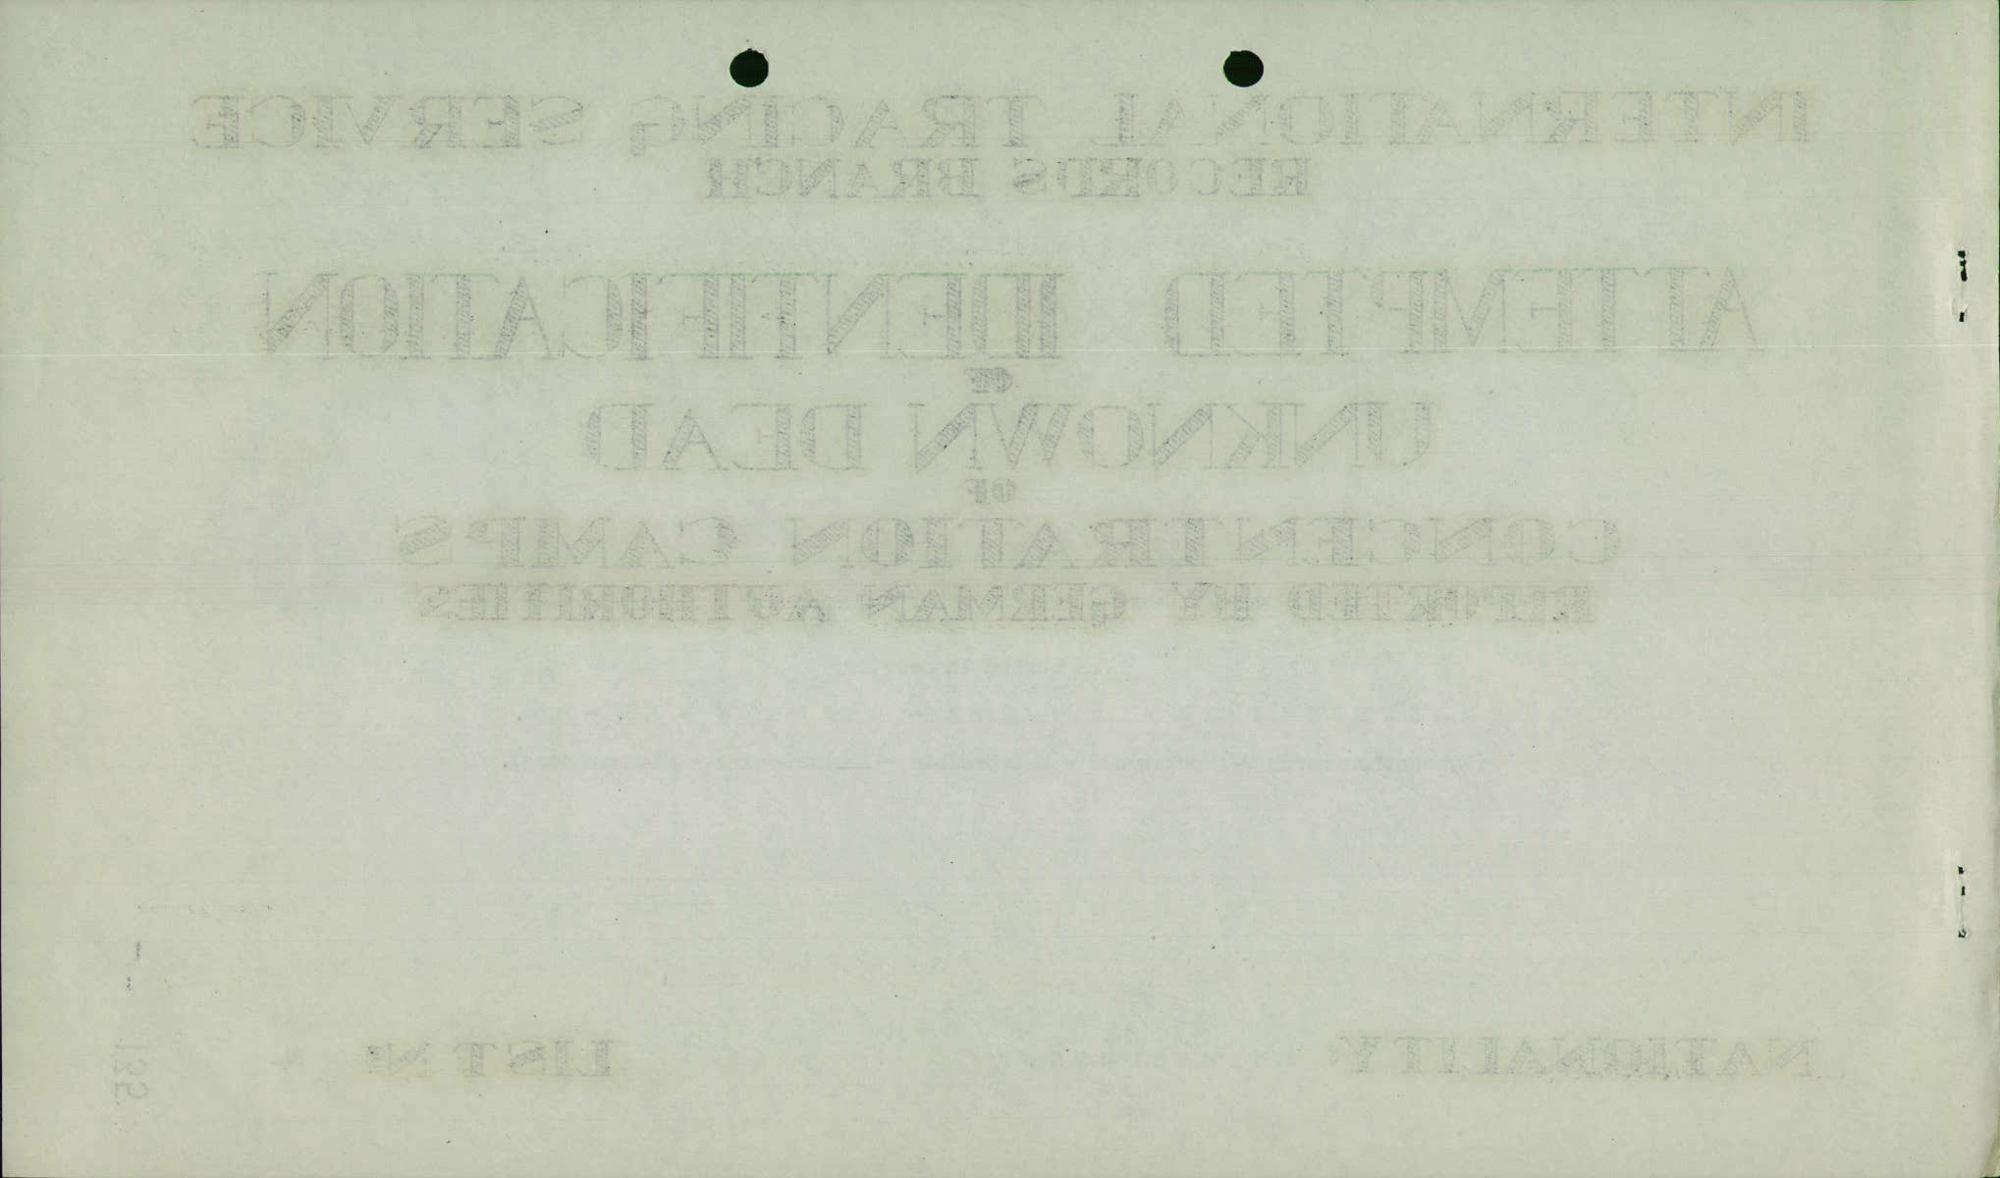 INTERNATIONAL TRACING SERVICE
RECORDS BRANCH
ATTEMPTED IDENTIFICATION
OF
UNKNOWN DEAD
OF
CONCENTRATION CAMPS
REPORTED BY GERMAN AUTHORITIES
NATIONALITY: LIST Nº